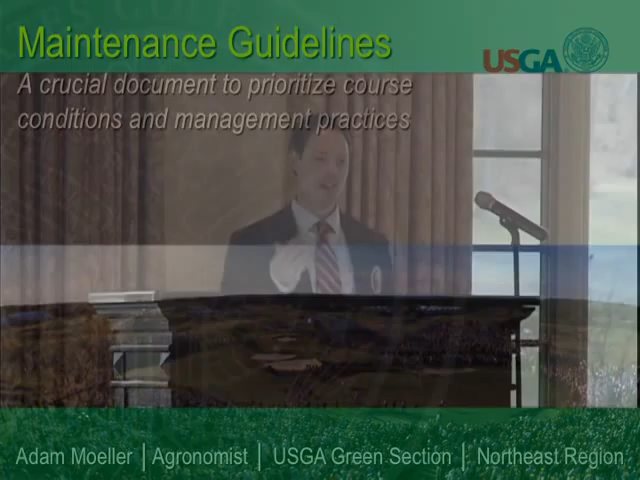 Maintenance Guidelines
USGA
A crucial document to prioritize course
conditions and management practices
Adam Moeller | Agronomist | USGA Green Section | Northeast Region